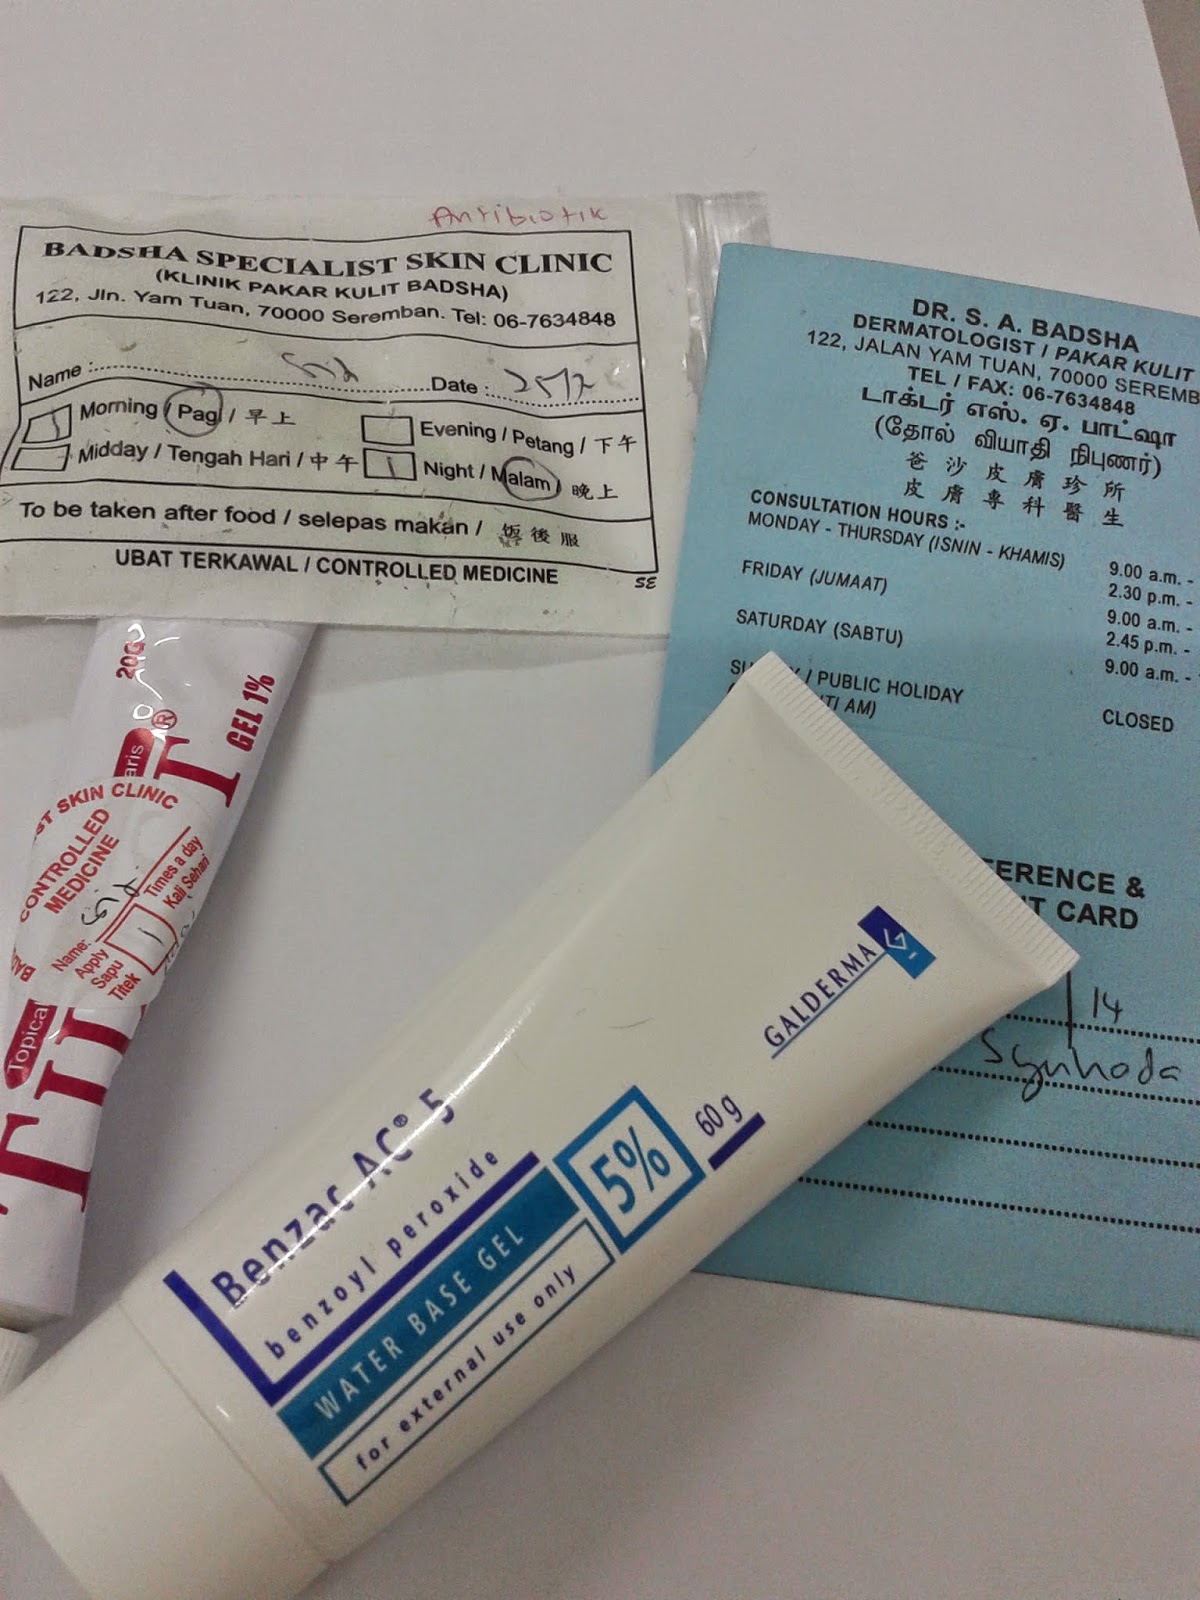 Antibiotik
BADSHA SPECIALIST SKIN CLINIC
(KLINIK PAKAR KULIT BADSHA)
122, Jln. Yam Tuan, 70000 Seremban. Tel: 06-7634848
Name : Date :
1 Morning / Pagi / 早上
Evening / Petang / 下午
Midday / Tengah Hari / 中午
1 Night / Malam / 晚上
To be taken after food / selepas makan / 饭後服
UBAT TERKAWAL / CONTROLLED MEDICINE
SE
DR. S. A. BADSHA
DERMATOLOGIST / PAKAR KULIT
122, JALAN YAM TUAN, 70000 SEREMB
TEL / FAX: 06-7634848
டாக்டர் எஸ். ஏ. பாட்ஷா
(தோல் வியாதி நிபுணர்)
爸沙皮膚珍所
皮膚專科醫生
CONSULTATION HOURS :-
MONDAY - THURSDAY (ISNIN - KHAMIS) 9.00 a.m. -
2.30 p.m. -
FRIDAY (JUMAAT) 9.00 a.m. -
2.45 p.m. -
SATURDAY (SABTU) 9.00 a.m. -
/ PUBLIC HOLIDAY
CLOSED
ERENCE &
CARD
14
20G
GEL 1%
Topical
ST SKIN CLINIC
CONTROLLED
MEDICINE
Name:
Apply 1 Times a day
Sapu Kali Sehari
Titek
GALDERMA
Benzac AC® 5
benzoyl peroxide
WATER BASE GEL
5%
60 g
for external use only